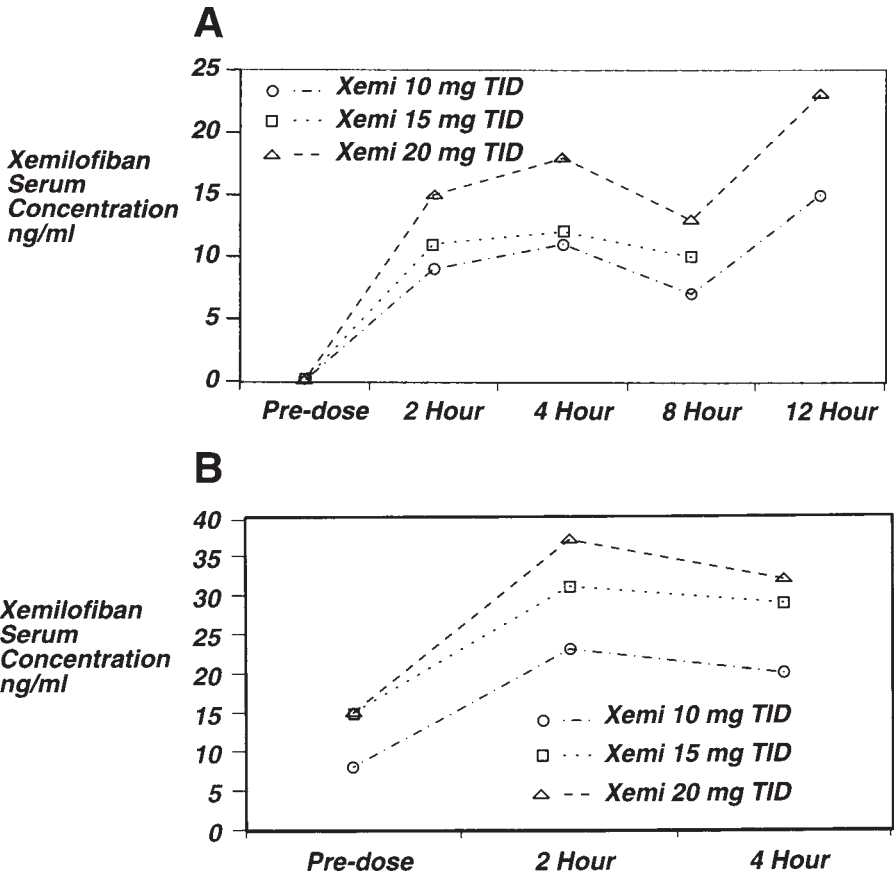 A
25
20
15
10
5
0
Xemilofiban
Serum
Concentration
ng/ml
Xemi 10 mg TID
Xemi 15 mg TID
Xemi 20 mg TID
Pre-dose 2 Hour 4 Hour 8 Hour 12 Hour
B
40
35
30
25
20
15
10
5
0
Xemilofiban
Serum
Concentration
ng/ml
Xemi 10 mg TID
Xemi 15 mg TID
Xemi 20 mg TID
Pre-dose 2 Hour 4 Hour